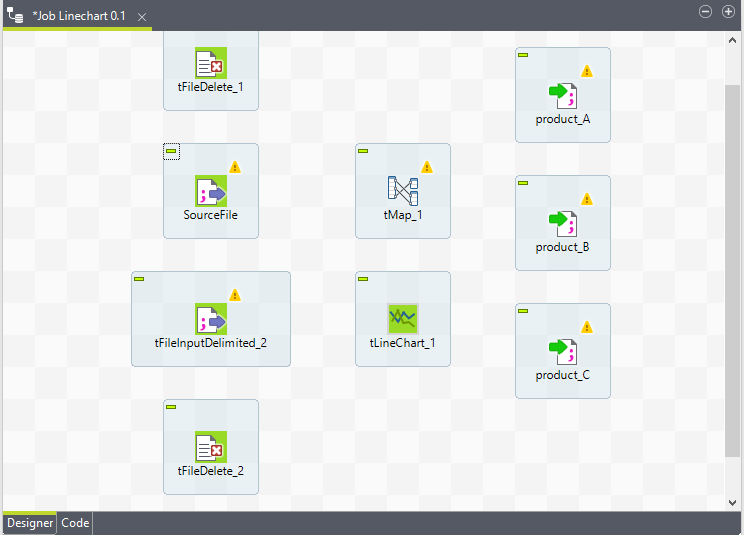 *Job Linechart 0.1
tFileDelete_1
product_A
SourceFile
tMap_1
product_B
tFileInputDelimited_2
tLineChart_1
product_C
tFileDelete_2
Designer
Code